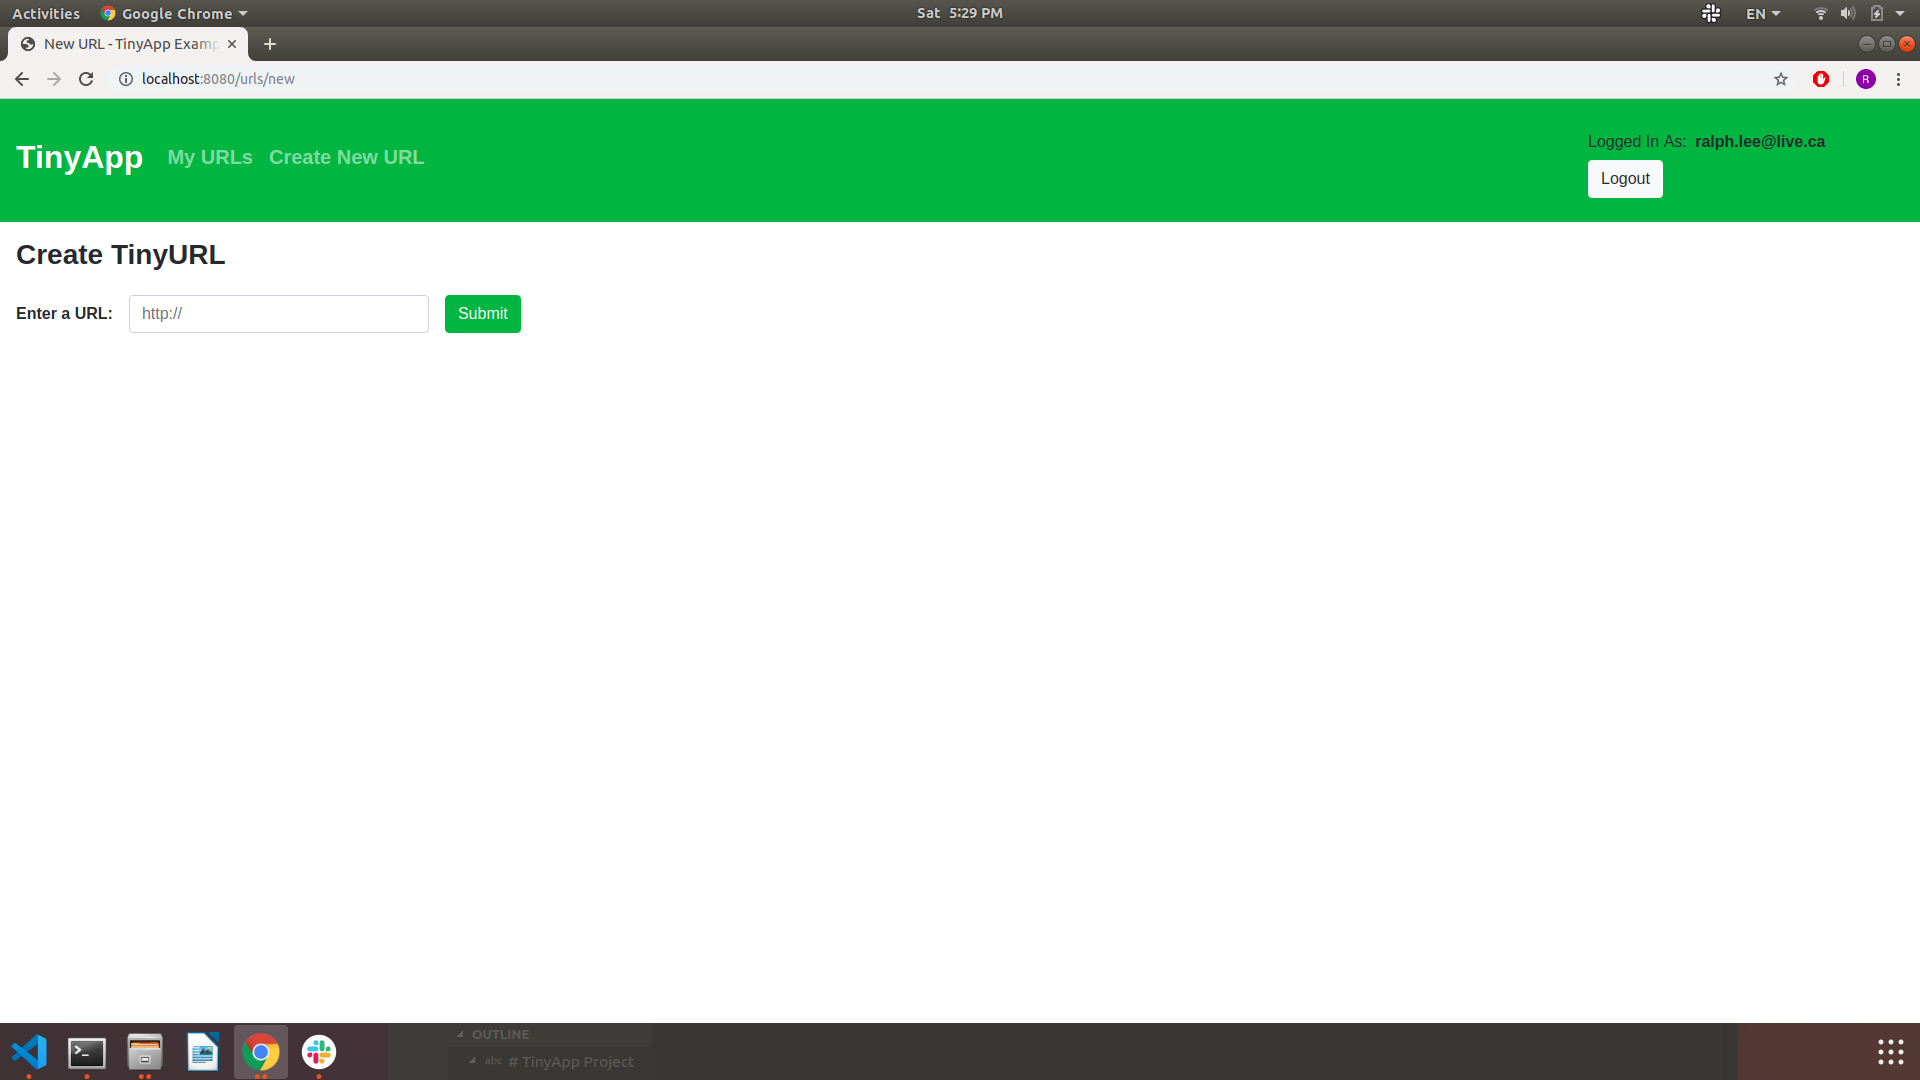 Activities Google Chrome Sat 5:29 PM EN
New URL - TinyApp Examp
localhost:8080/urls/new R
TinyApp My URLs Create New URL
Logged In As: ralph.lee@live.ca
Logout
Create TinyURL
Enter a URL: http:// Submit
OUTLINE
abc # TinyApp Project